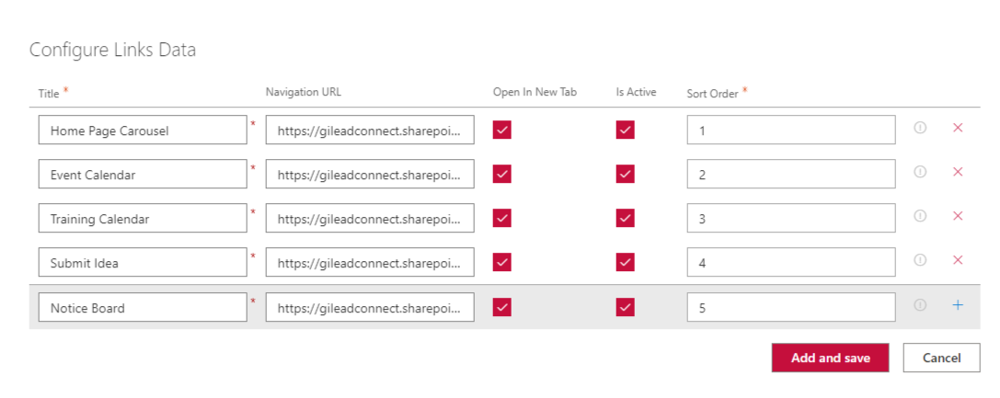 Configure Links Data
Title * Navigation URL Open In New Tab Is Active Sort Order *
Home Page Carousel * https://gileadconnect.sharepoi... 1
Event Calendar * https://gileadconnect.sharepoi... 2
Training Calendar * https://gileadconnect.sharepoi... 3
Submit Idea * https://gileadconnect.sharepoi... 4
Notice Board * https://gileadconnect.sharepoi... 5
Add and save Cancel